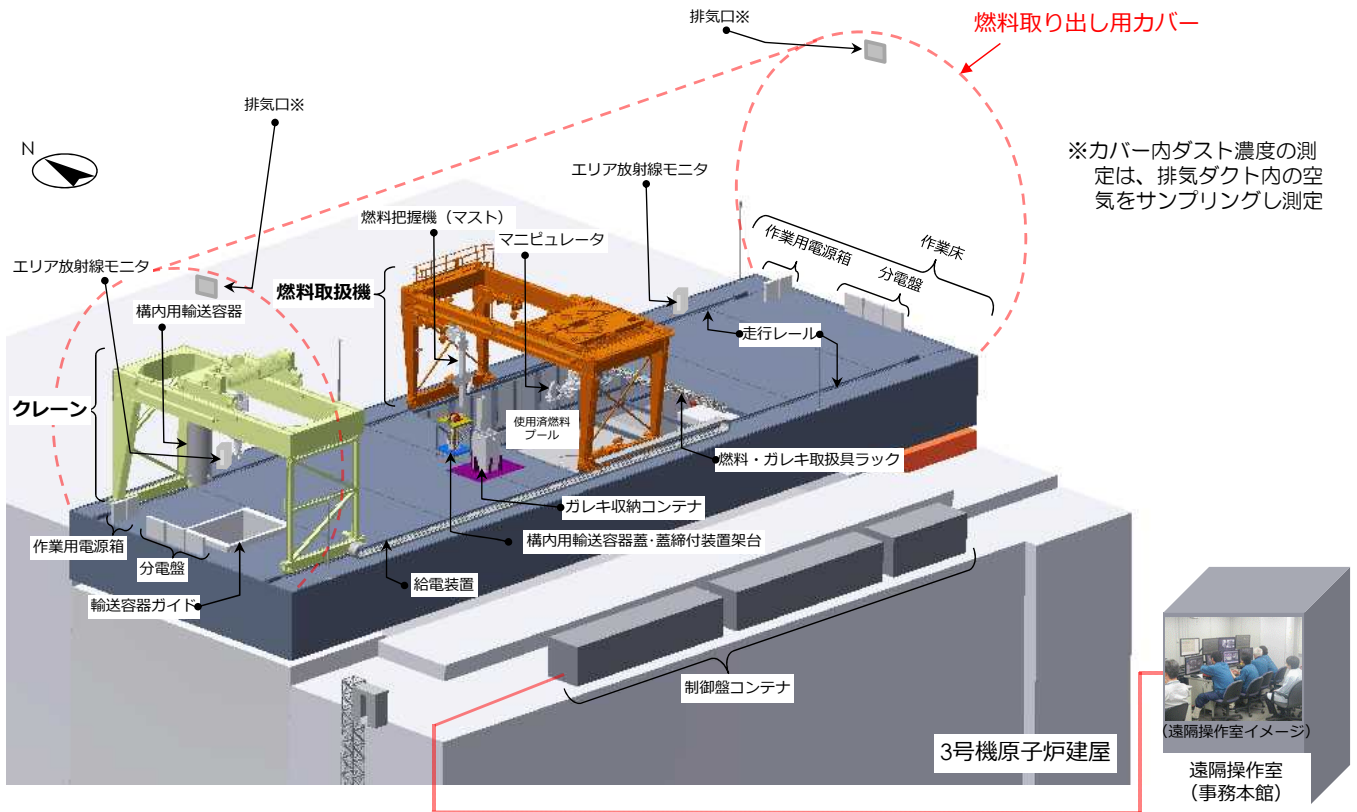 排気口※
燃料取り出し用カバー
排気口※
N
エリア放射線モニタ
※カバー内ダスト濃度の測
定は、排気ダクト内の空
気をサンプリングし測定
燃料把握機（マスト）
マニピュレータ
作業用電源箱
作業床
分電盤
エリア放射線モニタ
燃料取扱機
構内用輸送容器
走行レール
クレーン
使用済燃料
プール
燃料・ガレキ取扱具ラック
ガレキ収納コンテナ
作業用電源箱
構内用輸送容器蓋･蓋締付装置架台
分電盤
給電装置
輸送容器ガイド
制御盤コンテナ
(遠隔操作室イメージ)
3号機原子炉建屋
遠隔操作室
（事務本館）